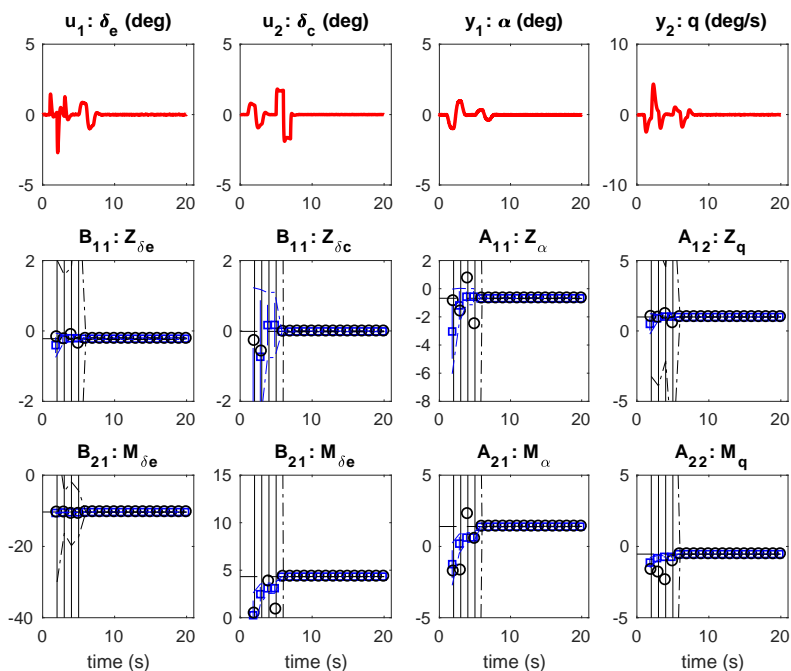 u1: δe (deg)
u2: δc (deg)
y1: α (deg)
y2: q (deg/s)
5
0
-5
0 10 20
5
0
-5
0 10 20
5
0
-5
0 10 20
10
0
-10
0 10 20
B11: Zδe
B11: Zδc
A11: Zα
A12: Zq
2
0
-2
0 10 20
2
0
-2
0 10 20
2
0
-2
-4
-6
-8
0 10 20
5
0
-5
0 10 20
B21: Mδe
B21: Mδe
A21: Mα
A22: Mq
0
-20
-40
0 10 20
15
10
5
0
0 10 20
5
0
-5
0 10 20
5
0
-5
0 10 20
time (s)
time (s)
time (s)
time (s)